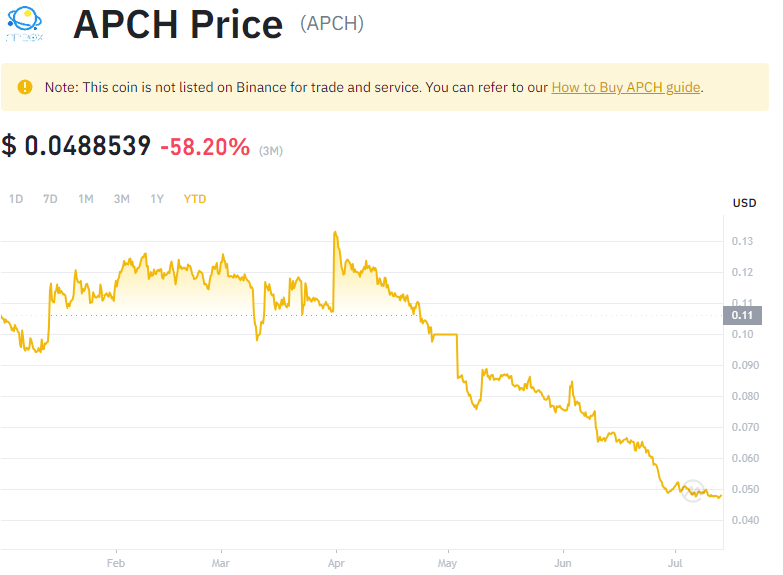 APCH Price (APCH)
Note: This coin is not listed on Binance for trade and service. You can refer to our How to Buy APCH guide.
$ 0.0488539 -58.20% (3M)
1D 7D 1M 3M 1Y YTD
USD
0.13
0.12
0.11
0.11
0.10
0.090
0.080
0.070
0.060
0.050
0.040
Feb Mar Apr May Jun Jul